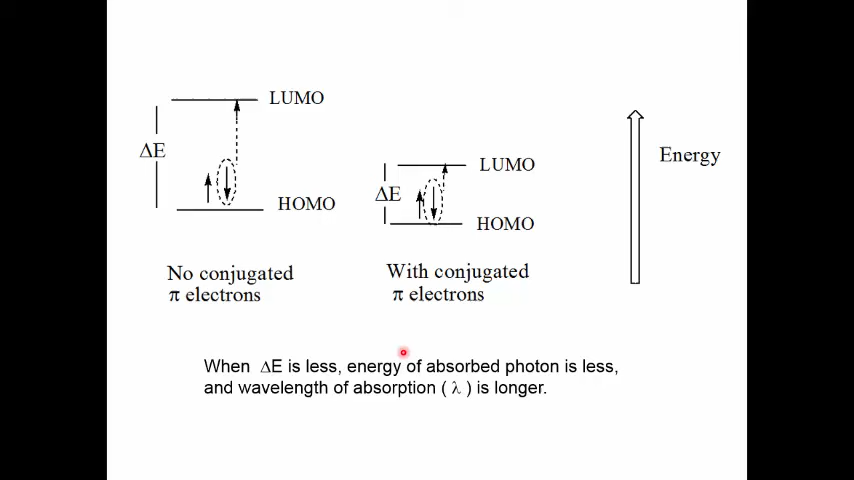 LUMO
ΔE
HOMO
No conjugated
π electrons
LUMO
ΔE
HOMO
With conjugated
π electrons
Energy
When ΔE is less, energy of absorbed photon is less,
and wavelength of absorption ( λ ) is longer.